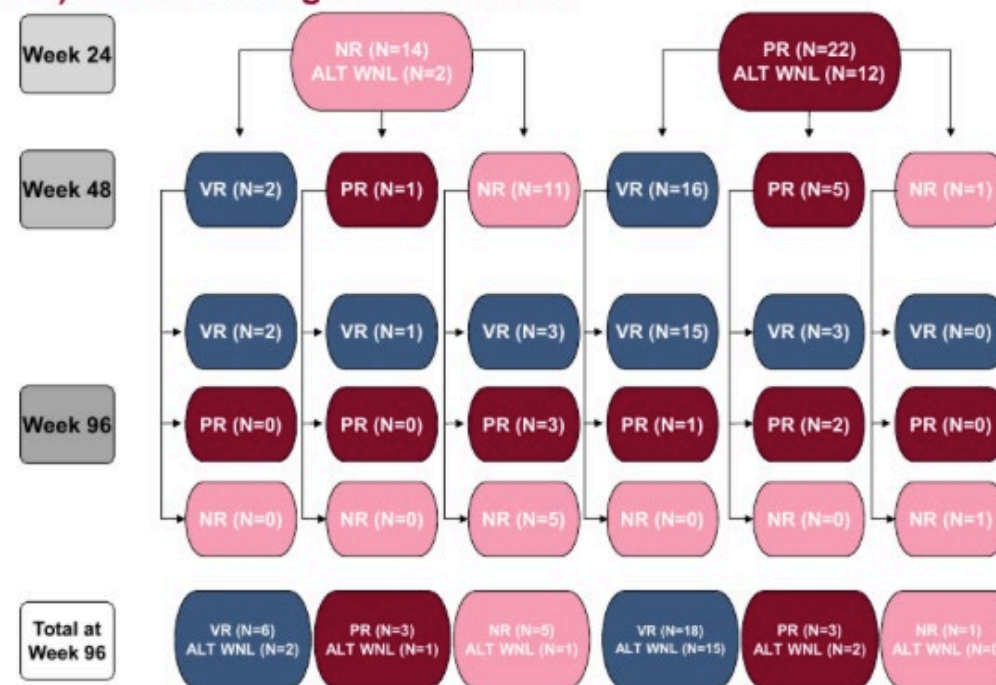 Week 24
NR (N=14)
ALT WNL (N=2)
PR (N=22)
ALT WNL (N=12)
Week 48
VR (N=2)
PR (N=1)
NR (N=11)
VR (N=16)
PR (N=5)
NR (N=1)
VR (N=2)
VR (N=1)
VR (N=3)
VR (N=15)
VR (N=3)
VR (N=0)
Week 96
PR (N=0)
PR (N=0)
PR (N=3)
PR (N=1)
PR (N=2)
PR (N=0)
NR (N=0)
NR (N=0)
NR (N=5)
NR (N=0)
NR (N=0)
NR (N=1)
Total at
Week 96
VR (N=6)
ALT WNL (N=2)
PR (N=3)
ALT WNL (N=1)
NR (N=5)
ALT WNL (N=1)
VR (N=18)
ALT WNL (N=15)
PR (N=3)
ALT WNL (N=2)
NR (N=1)
ALT WNL